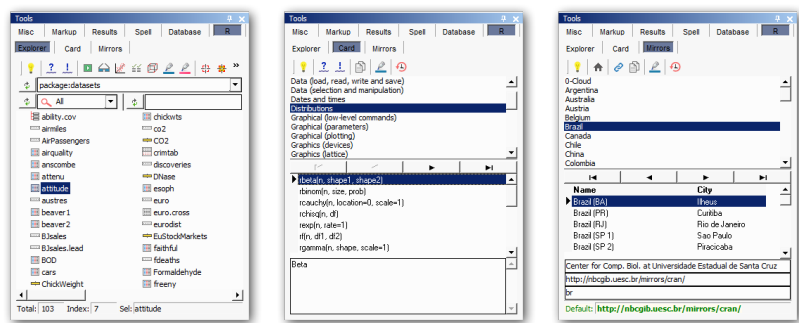 Tools
Misc Markup Results Spell Database R
Explorer Card Mirrors
package:datasets
All
ability.cov chickwts
airmiles co2
AirPassengers CO2
airquality crimtab
anscombe discoveries
attenu DNase
attitude esoph
austres euro
beaver1 euro.cross
beaver2 eurodist
BJsales EuStockMarkets
BJsales.lead faithful
BOD fdeaths
cars Formaldehyde
ChickWeight freeny
Total: 103 Index: 7 Sel: attitude
Tools
Misc Markup Results Spell Database R
Explorer Card Mirrors
Data (load, read, write and save)
Data (selection and manipulation)
Dates and times
Distributions
Graphical (low-level commands)
Graphical (parameters)
Graphical (plotting)
Graphics (devices)
Graphics (lattice)
rbeta(n, shape1, shape2)
rbinom(n, size, prob)
rcauchy(n, location=0, scale=1)
rchisq(n, df)
rexp(n, rate=1)
rf(n, df1, df2)
rgamma(n, shape, scale=1)
Beta
Tools
Misc Markup Results Spell Database R
Explorer Card Mirrors
0-Cloud
Argentina
Australia
Austria
Belgium
Brazil
Canada
Chile
China
Colombia
Name City
Brazil (BA) Ilheus
Brazil (PR) Curitiba
Brazil (RJ) Rio de Janeiro
Brazil (SP 1) Sao Paulo
Brazil (SP 2) Piracicaba
Center for Comp. Biol. at Universidade Estadual de Santa Cruz
http://nbcgib.uesc.br/mirrors/cran/
br
Default: http://nbcgib.uesc.br/mirrors/cran/